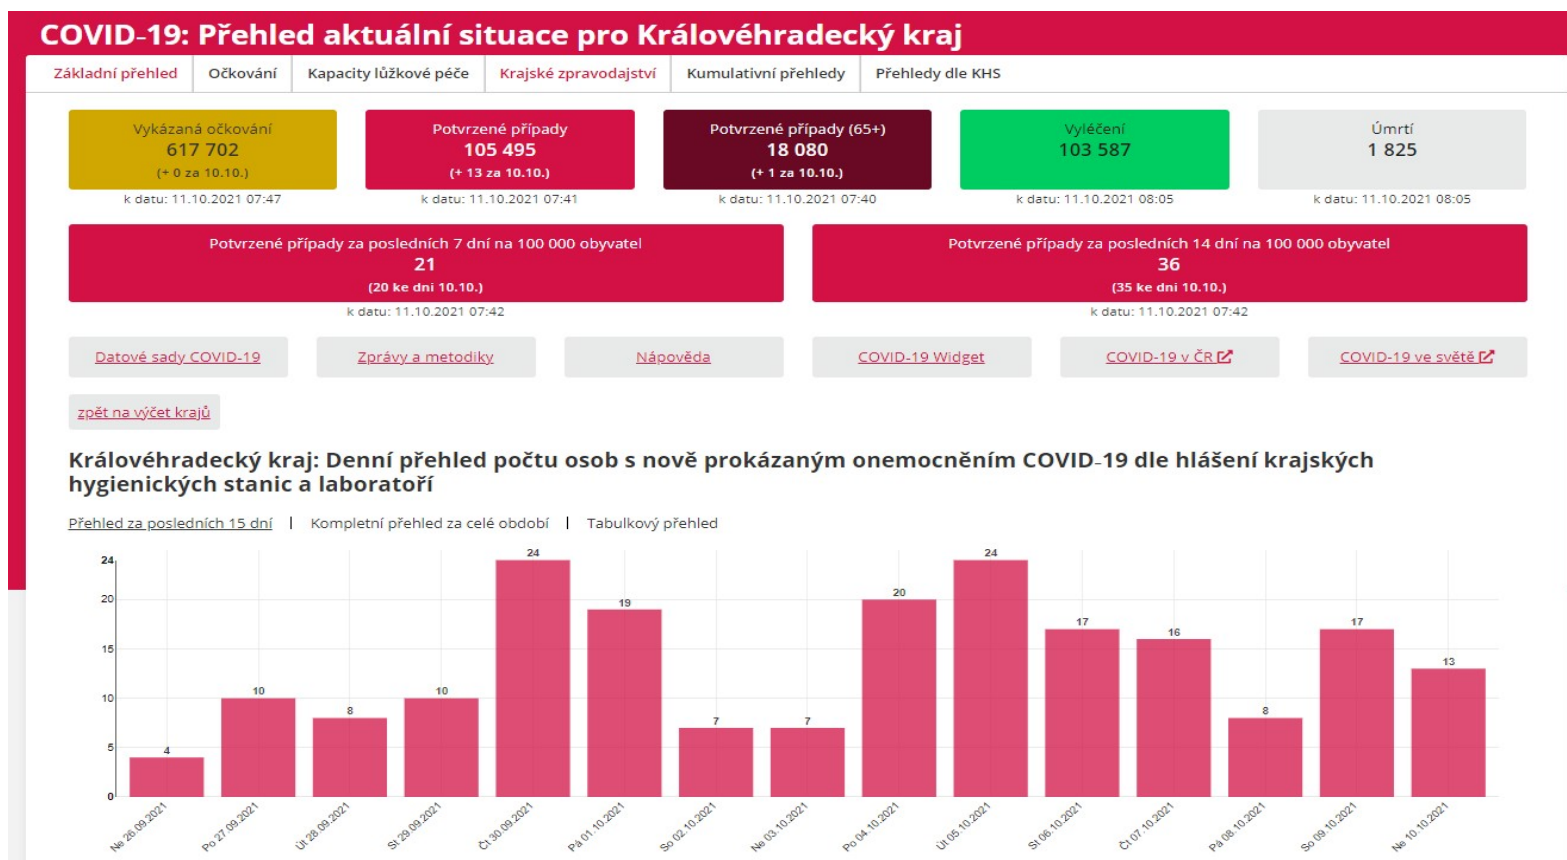 COVID-19: Přehled aktuální situace pro Královéhradecký kraj
Základní přehled
Očkování
Kapacity lůžkové péče
Krajské zpravodajství
Kumulativní přehledy
Přehledy dle KHS
Vykázaná očkování
617 702
(+ 0 za 10.10.)
k datu: 11.10.2021 07:47
Potvrzené případy
105 495
(+ 13 za 10.10.)
k datu: 11.10.2021 07:41
Potvrzené případy (65+)
18 080
(+ 1 za 10.10.)
k datu: 11.10.2021 07:40
Vyléčení
103 587
k datu: 11.10.2021 08:05
Úmrtí
1 825
k datu: 11.10.2021 08:05
Potvrzené případy za posledních 7 dní na 100 000 obyvatel
21
(20 ke dni 10.10.)
k datu: 11.10.2021 07:42
Potvrzené případy za posledních 14 dní na 100 000 obyvatel
36
(35 ke dni 10.10.)
k datu: 11.10.2021 07:42
Datové sady COVID-19
Zprávy a metodiky
Nápověda
COVID-19 Widget
COVID-19 v ČR
COVID-19 ve světě
zpět na výčet krajů
Královéhradecký kraj: Denní přehled počtu osob s nově prokázaným onemocněním COVID-19 dle hlášení krajských
hygienických stanic a laboratoří
Přehled za posledních 15 dní | Kompletní přehled za celé období | Tabulkový přehled
24
20
15
10
5
0
4
10
8
10
24
19
7
7
20
24
17
16
8
17
13
Ne 26.09.2021
Po 27.09.2021
Út 28.09.2021
St 29.09.2021
Čt 30.09.2021
Pá 01.10.2021
So 02.10.2021
Ne 03.10.2021
Po 04.10.2021
Út 05.10.2021
St 06.10.2021
Čt 07.10.2021
Pá 08.10.2021
So 09.10.2021
Ne 10.10.2021